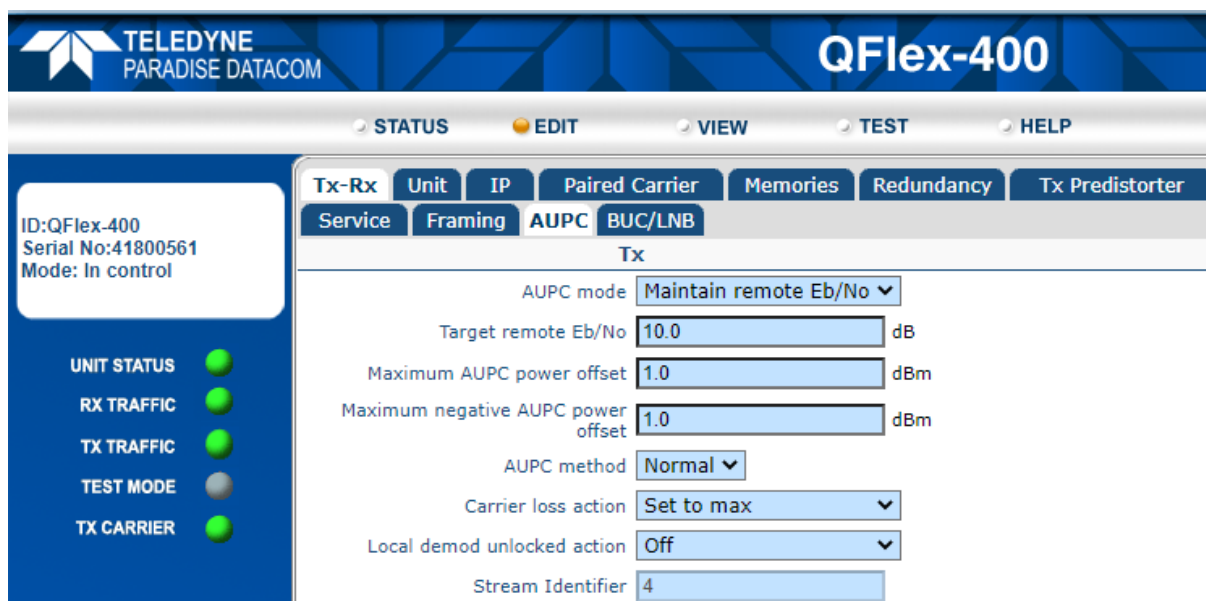 TELEDYNE
PARADISE DATACOM
QFlex-400
STATUS EDIT VIEW TEST HELP
Tx-Rx Unit IP Paired Carrier Memories Redundancy Tx Predistorter
Service Framing AUPC BUC/LNB
ID:QFlex-400
Serial No:41800561
Mode: In control
UNIT STATUS
RX TRAFFIC
TX TRAFFIC
TEST MODE
TX CARRIER
Tx
AUPC mode Maintain remote Eb/No
Target remote Eb/No 10.0 dB
Maximum AUPC power offset 1.0 dBm
Maximum negative AUPC power
offset 1.0 dBm
AUPC method Normal
Carrier loss action Set to max
Local demod unlocked action Off
Stream Identifier 4